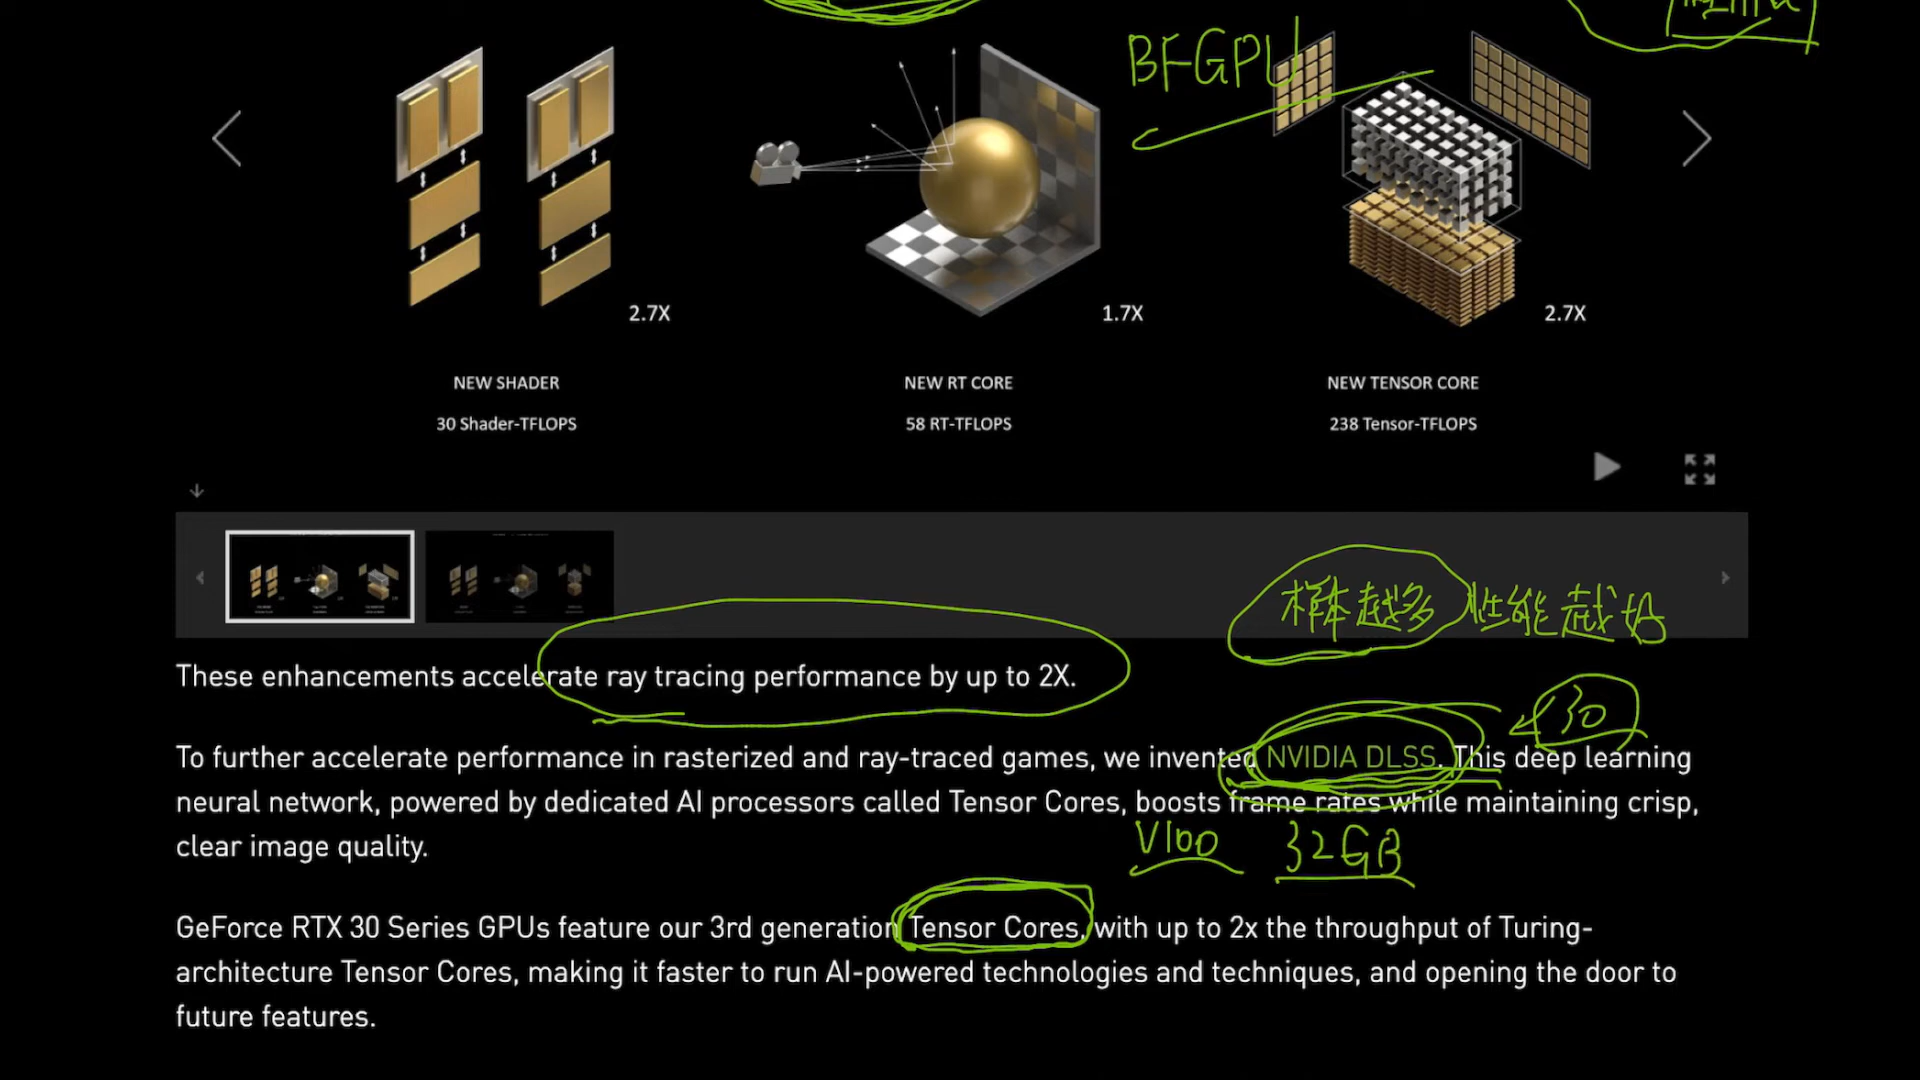 BFGPU
2.7X
1.7X
2.7X
NEW SHADER
NEW RT CORE
NEW TENSOR CORE
30 Shader-TFLOPS
58 RT-TFLOPS
238 Tensor-TFLOPS
样本越多 性能越好
These enhancements accelerate ray tracing performance by up to 2X.
30
To further accelerate performance in rasterized and ray-traced games, we invented NVIDIA DLSS. This deep learning
neural network, powered by dedicated AI processors called Tensor Cores, boosts frame rates while maintaining crisp,
clear image quality.
V100 32GB
GeForce RTX 30 Series GPUs feature our 3rd generation Tensor Cores, with up to 2x the throughput of Turing-
architecture Tensor Cores, making it faster to run AI-powered technologies and techniques, and opening the door to
future features.